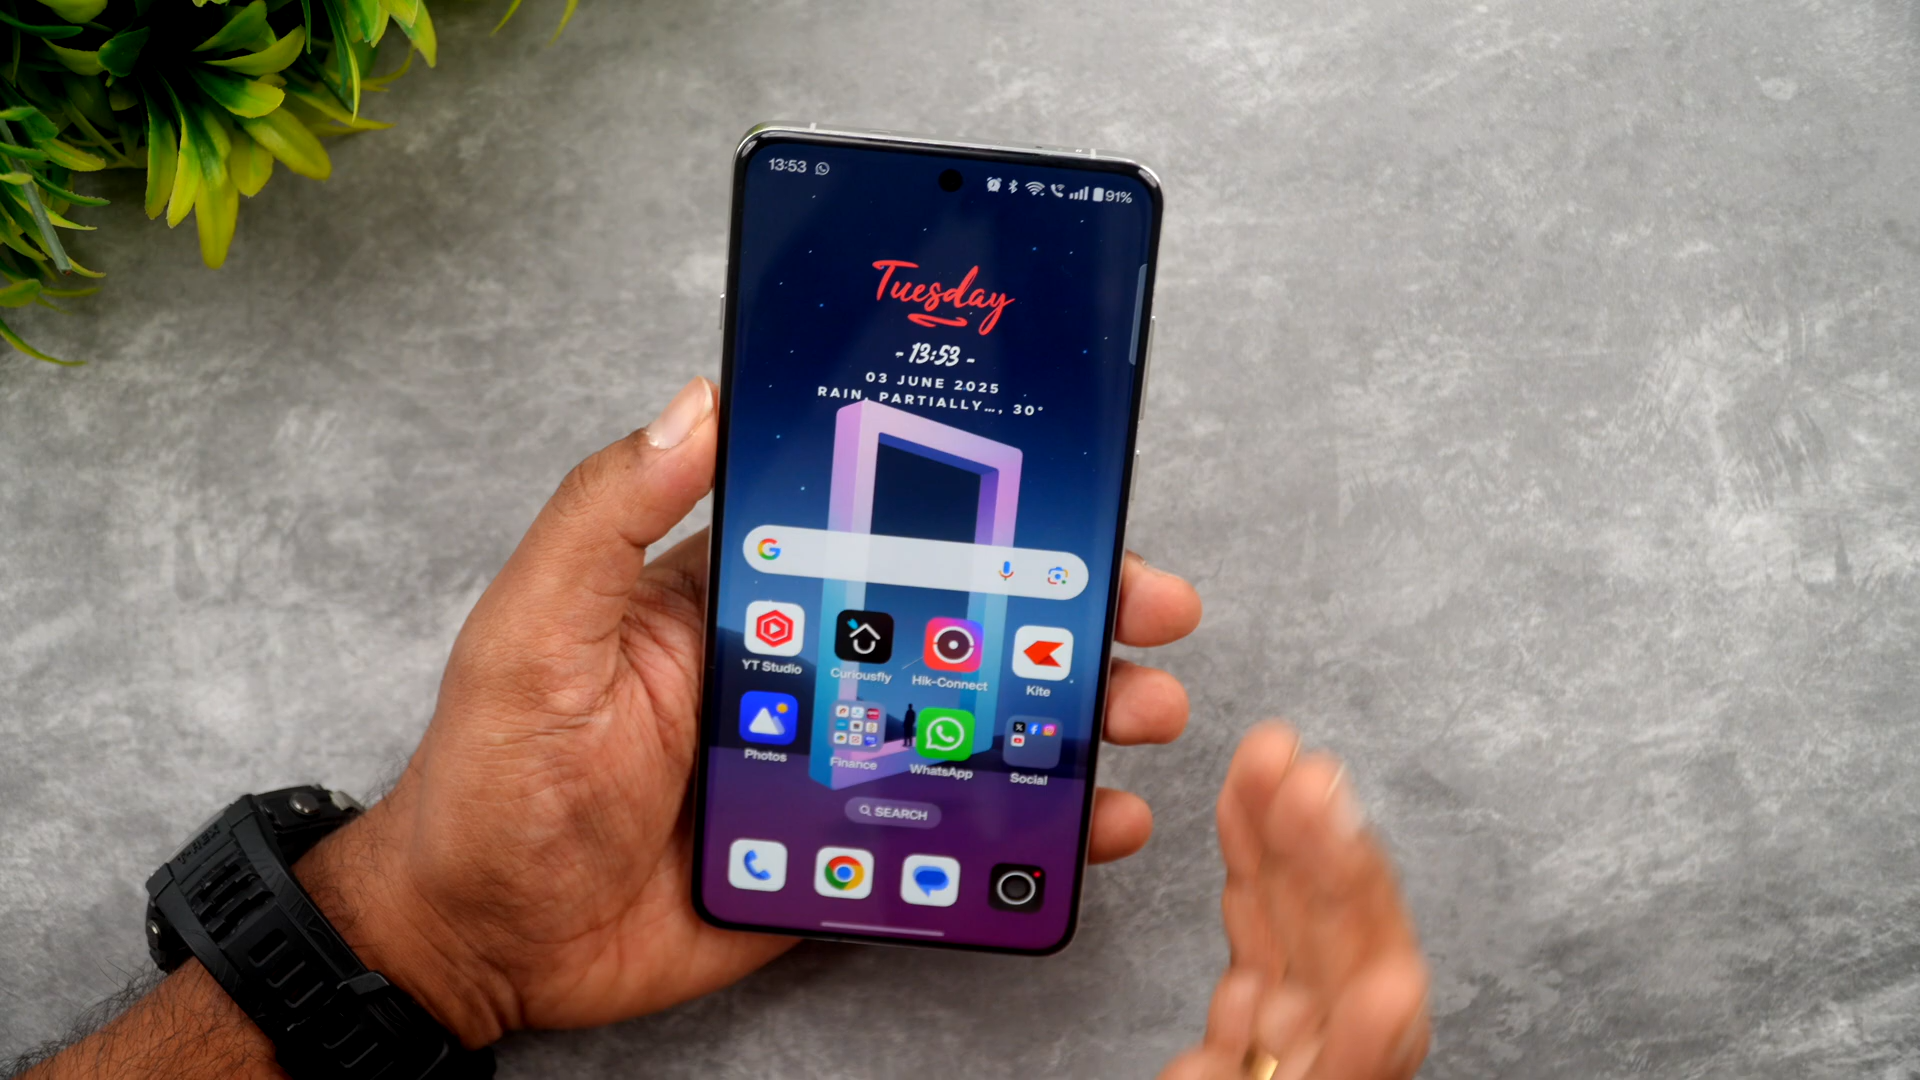 13:53
91%
Tuesday
- 13:53 -
03 JUNE 2025
RAIN, PARTIALLY..., 30°
G
YT Studio
Curiousfly
Hik-Connect
Kite
Photos
Finance
WhatsApp
Social
SEARCH